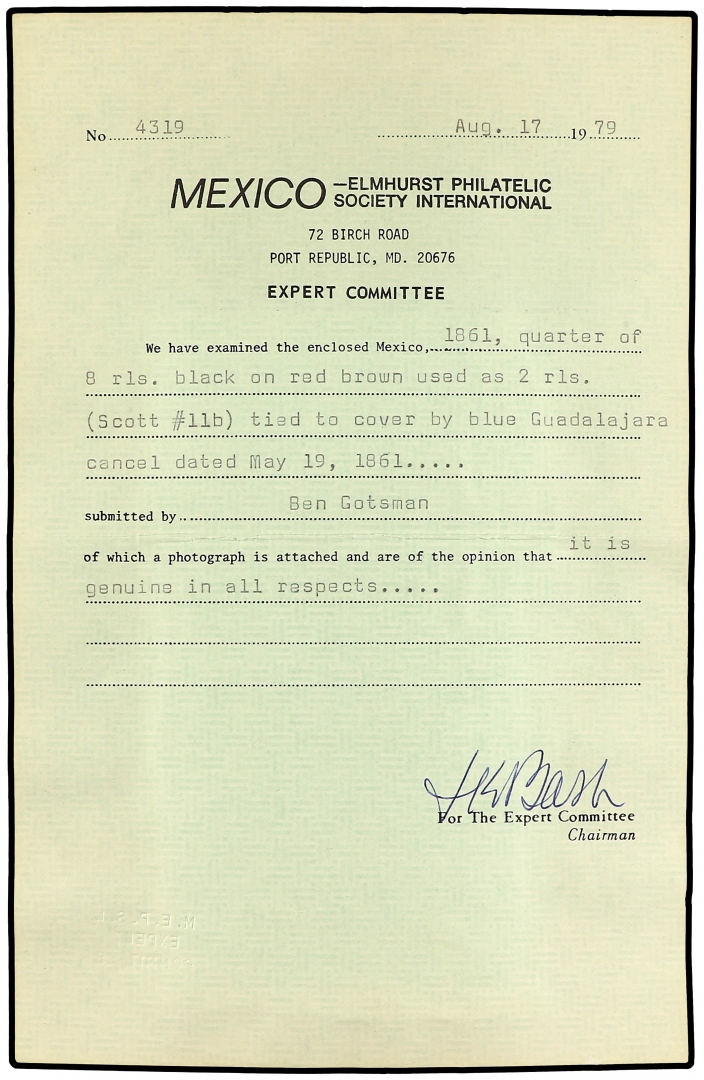 No 4319 Aug. 17 19 79
MEXICO —ELMHURST PHILATELIC
SOCIETY INTERNATIONAL
72 BIRCH ROAD
PORT REPUBLIC, MD. 20676
EXPERT COMMITTEE
We have examined the enclosed Mexico, 1861, quarter of
8 rls. black on red brown used as 2 rls.
(Scott #11b) tied to cover by blue Guadalajara
cancel dated May 19, 1861.....
submitted by Ben Gotsman
of which a photograph is attached and are of the opinion that it is
genuine in all respects.....
For The Expert Committee
Chairman